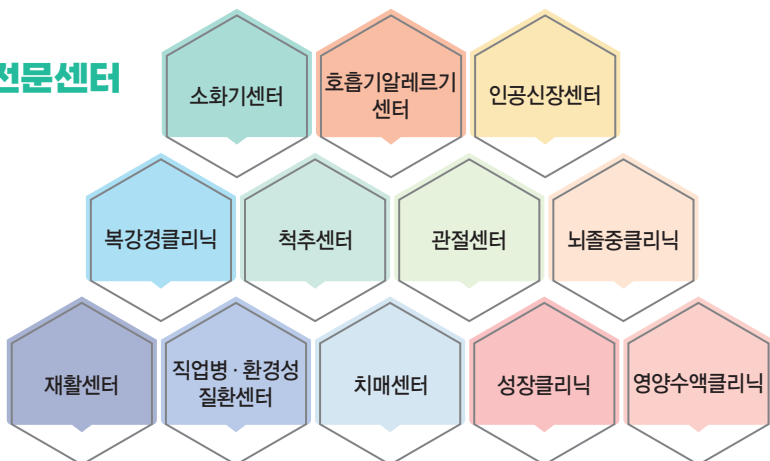 전문센터
소화기센터
호흡기알레르기
센터
인공신장센터
복강경클리닉
척추센터
관절센터
뇌졸중클리닉
재활센터
직업병 · 환경성
질환센터
치매센터
성장클리닉
영양수액클리닉